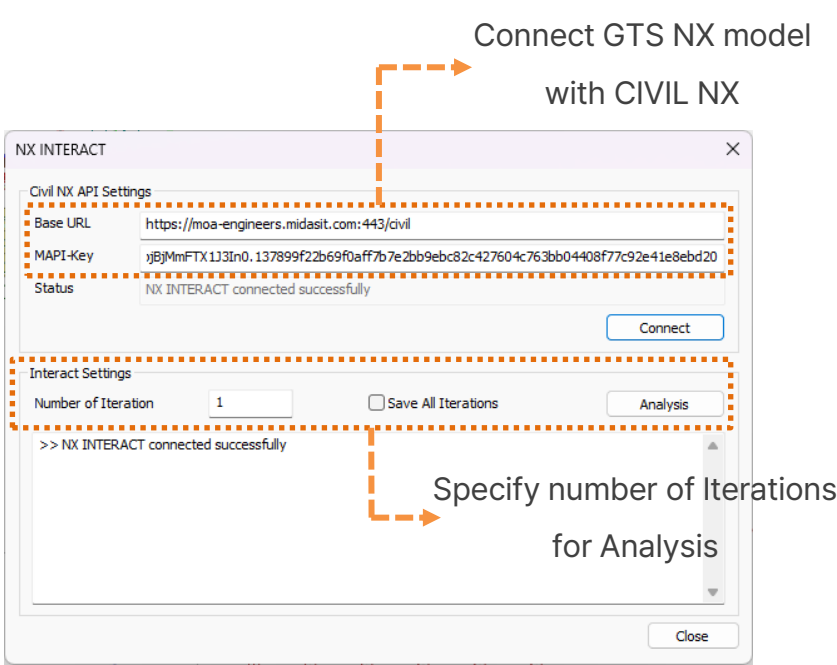 Connect GTS NX model
with CIVIL NX
NX INTERACT
Civil NX API Settings
Base URL
https://moa-engineers.midasit.com:443/civil
MAPI-Key
jBjMmFTX1J3In0.137899f22b69f0aff7b7e2bb9ebc82c427604c763bb04408f77c92e41e8ebd20
Status
NX INTERACT connected successfully
Connect
Interact Settings
Number of Iteration
1
Save All Iterations
Analysis
>> NX INTERACT connected successfully
Specify number of Iterations
for Analysis
Close